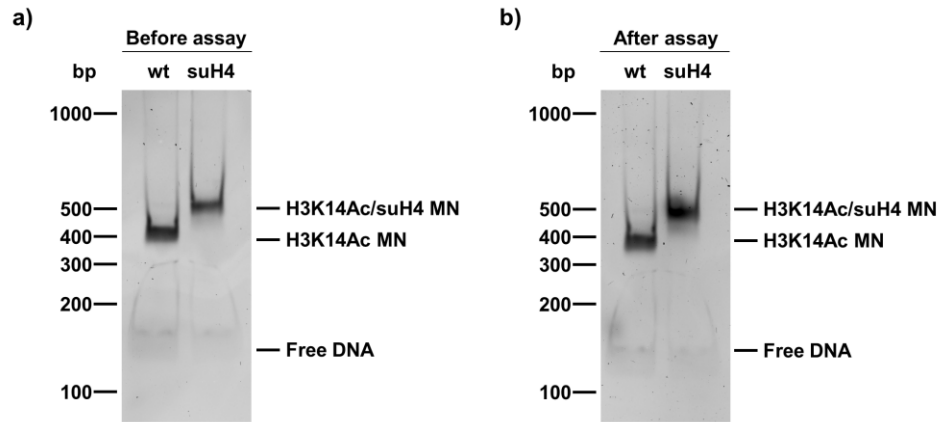 a)
Before assay
bp wt suH4
1000
500
400
300
200
100
H3K14Ac/suH4 MN
H3K14Ac MN
Free DNA
b)
After assay
bp wt suH4
1000
500
400
300
200
100
H3K14Ac/suH4 MN
H3K14Ac MN
Free DNA